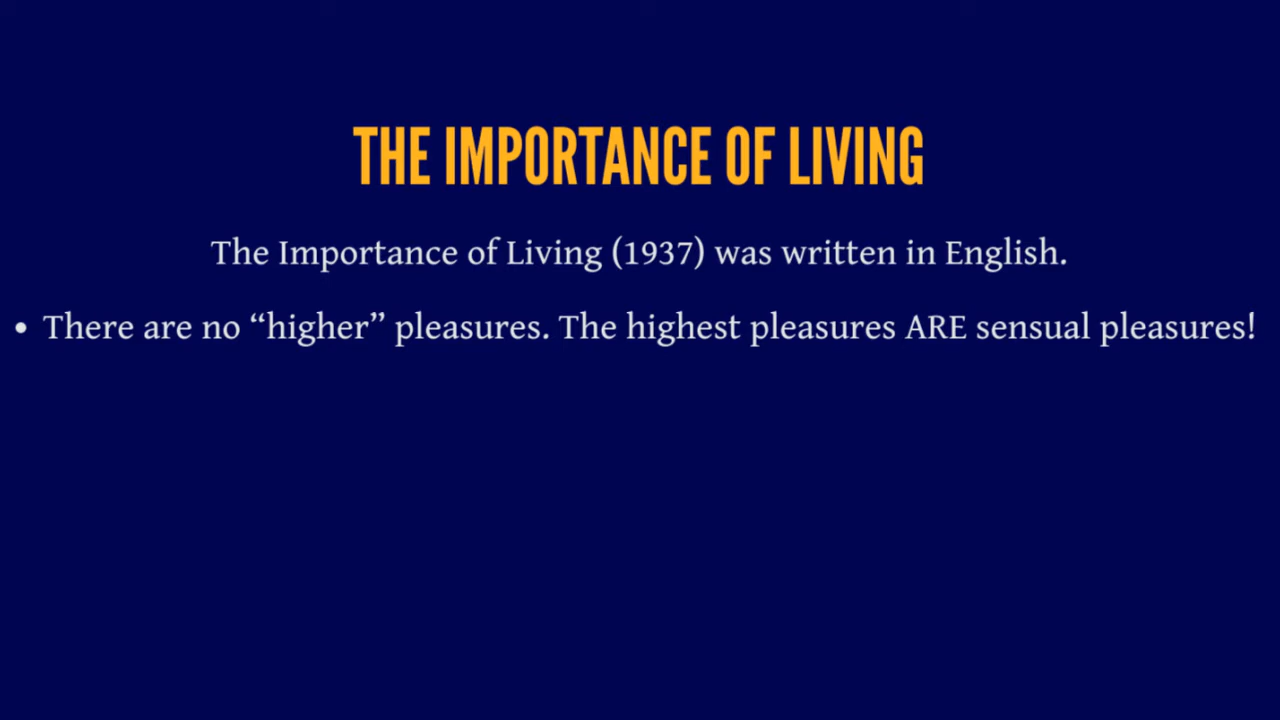 THE IMPORTANCE OF LIVING
The Importance of Living (1937) was written in English.
• There are no “higher” pleasures. The highest pleasures ARE sensual pleasures!